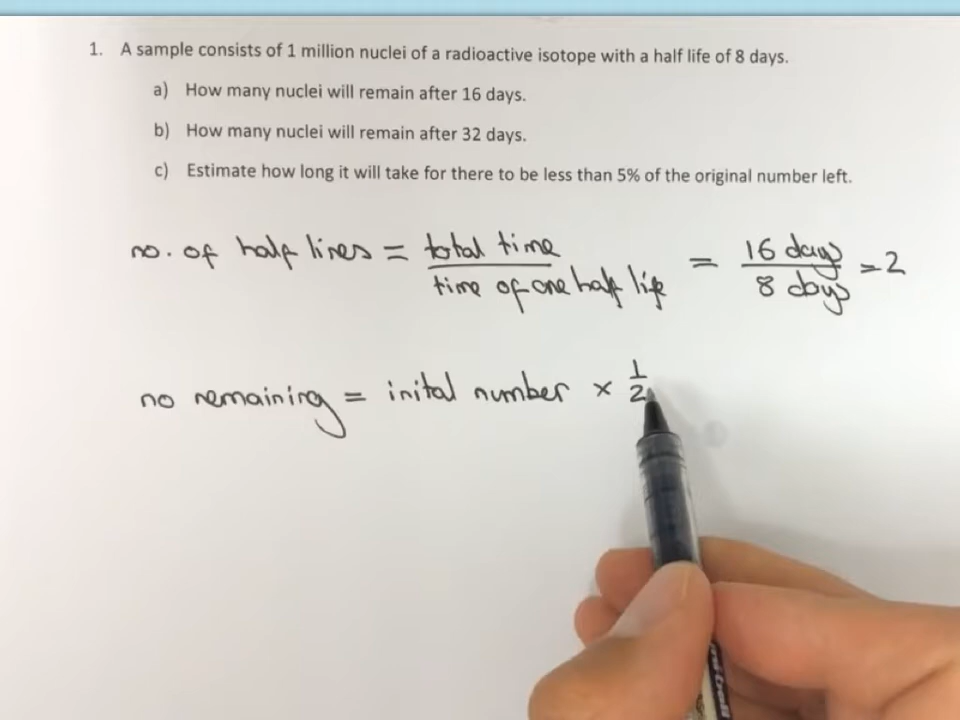 1. A sample consists of 1 million nuclei of a radioactive isotope with a half life of 8 days.
a) How many nuclei will remain after 16 days.
b) How many nuclei will remain after 32 days.
c) Estimate how long it will take for there to be less than 5% of the original number left.
no. of half lives = total time / time of one half life = 16 days / 8 days = 2
no remaining = inital number × 1/2